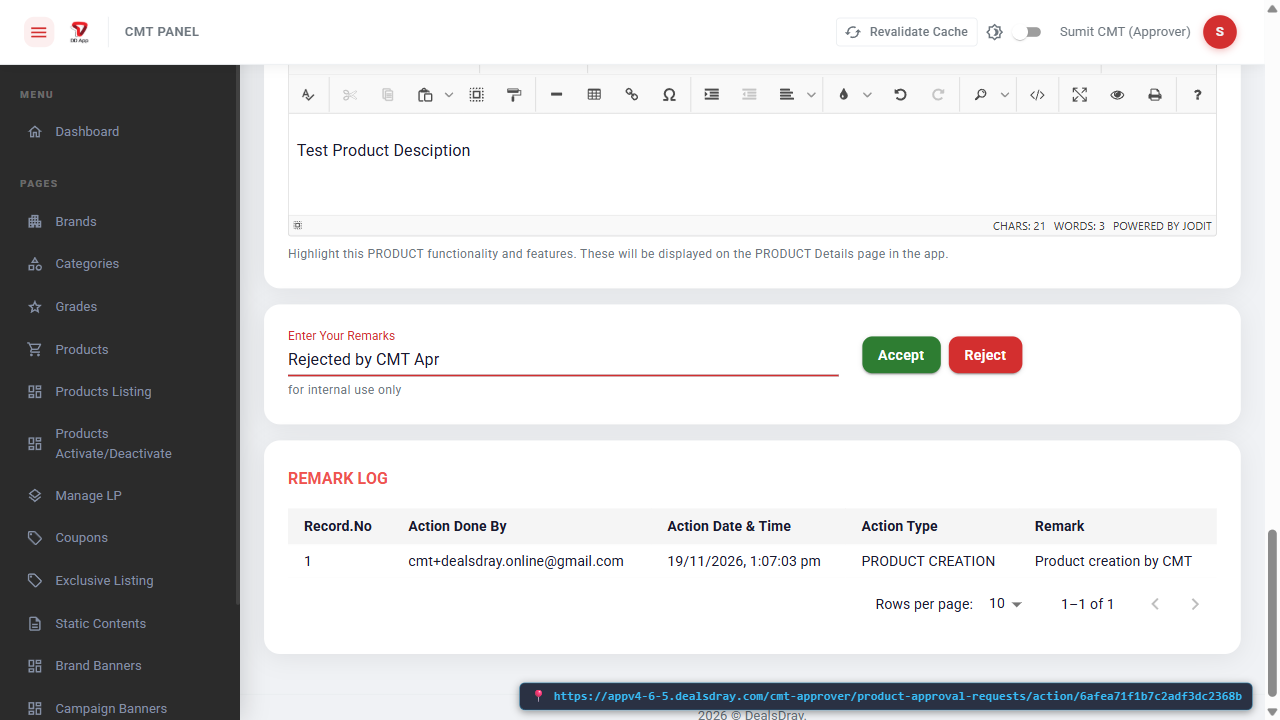 DD App
CMT PANEL
Revalidate Cache
Sumit CMT (Approver)
S
MENU
Dashboard
PAGES
Brands
Categories
Grades
Products
Products Listing
Products
Activate/Deactivate
Manage LP
Coupons
Exclusive Listing
Static Contents
Brand Banners
Campaign Banners
Test Product Desciption
CHARS: 21 WORDS: 3 POWERED BY JODIT
Highlight this PRODUCT functionality and features. These will be displayed on the PRODUCT Details page in the app.
Enter Your Remarks
Rejected by CMT Apr
for internal use only
Accept
Reject
REMARK LOG
Record.No Action Done By Action Date & Time Action Type Remark
1 cmt+dealsdray.online@gmail.com 19/11/2026, 1:07:03 pm PRODUCT CREATION Product creation by CMT
Rows per page: 10 1–1 of 1
https://appv4-6-5.dealsdray.com/cmt-approver/product-approval-requests/action/6afea71f1b7c2adf3dc2368b
2026 © DealsDray.